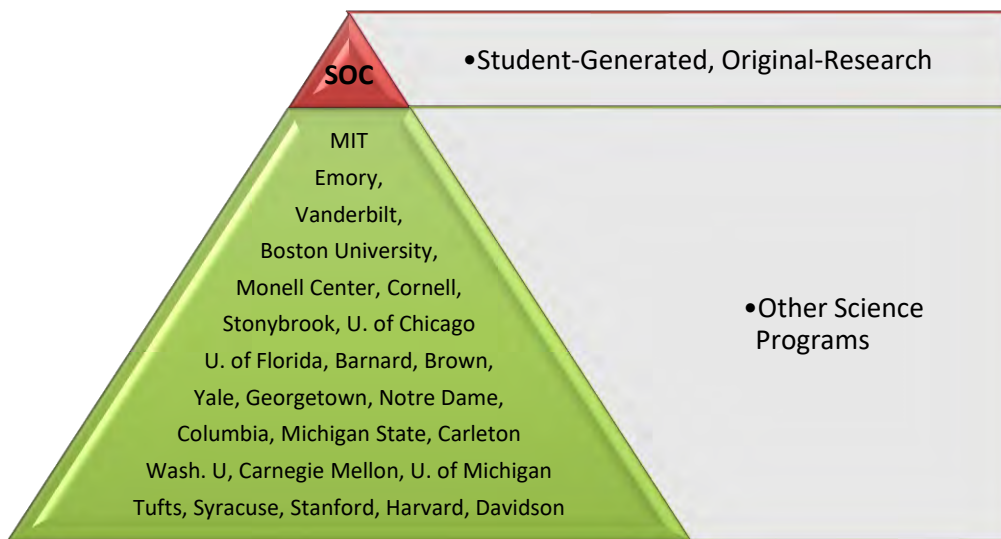 SOC
•Student-Generated, Original-Research
MIT
Emory,
Vanderbilt,
Boston University,
Monell Center, Cornell,
Stonybrook, U. of Chicago
U. of Florida, Barnard, Brown,
Yale, Georgetown, Notre Dame,
Columbia, Michigan State, Carleton
Wash. U, Carnegie Mellon, U. of Michigan
Tufts, Syracuse, Stanford, Harvard, Davidson
•Other Science
Programs